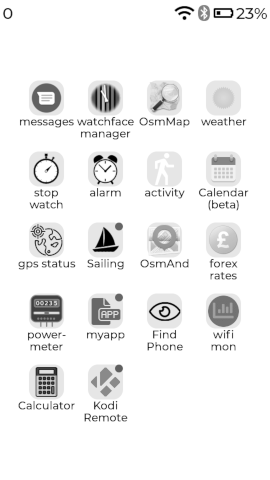 0 23%
messages watchface manager OsmMap weather
stop watch alarm activity Calendar (beta)
gps status Sailing OsmAnd forex rates
00235
APP
£
power-meter myapp Find Phone wifi mon
Calculator Kodi Remote